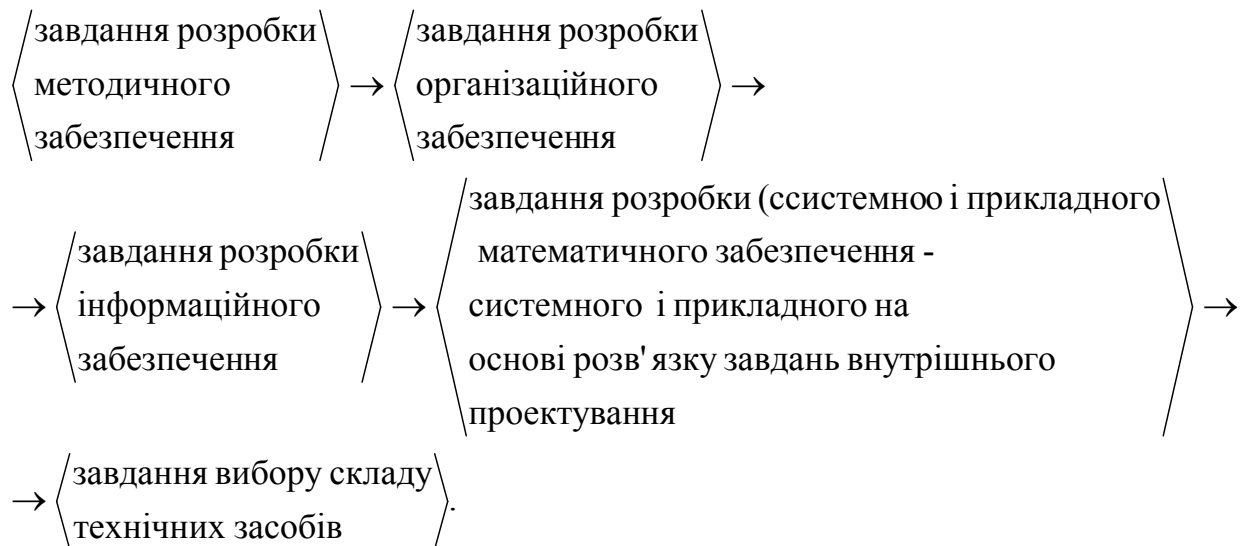 ⟨завдання розробки методичного забезпечення⟩ → ⟨завдання розробки організаційного забезпечення⟩ →
→ ⟨завдання розробки інформаційного забезпечення⟩ → ⟨завдання розробки (ссистемноо і прикладного математичного забезпечення - системного і прикладного на основі розв' язку завдань внутрішнього проектування⟩ →
→ ⟨завдання вибору складу технічних засобів⟩.